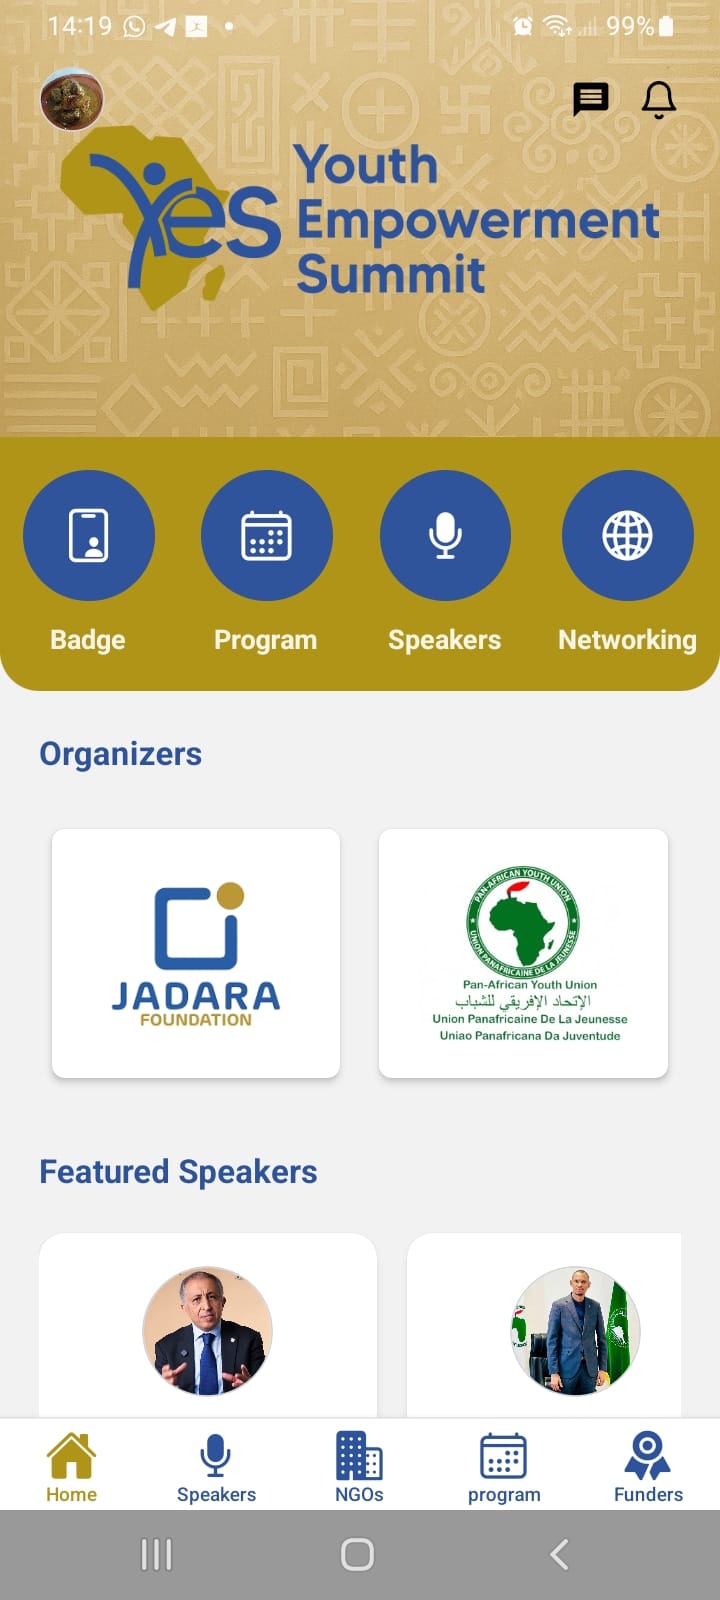 14:19
99%
Yes
Youth
Empowerment
Summit
Badge
Program
Speakers
Networking
Organizers
JADARA
FOUNDATION
PAN-AFRICAN YOUTH UNION
UNION PANAFRICAINE DE LA JEUNESSE
Pan-African Youth Union
الإتحاد الإفريقي للشباب
Union Panafricaine De La Jeunesse
Uniao Panafricana Da Juventude
Featured Speakers
Home
Speakers
NGOs
program
Funders